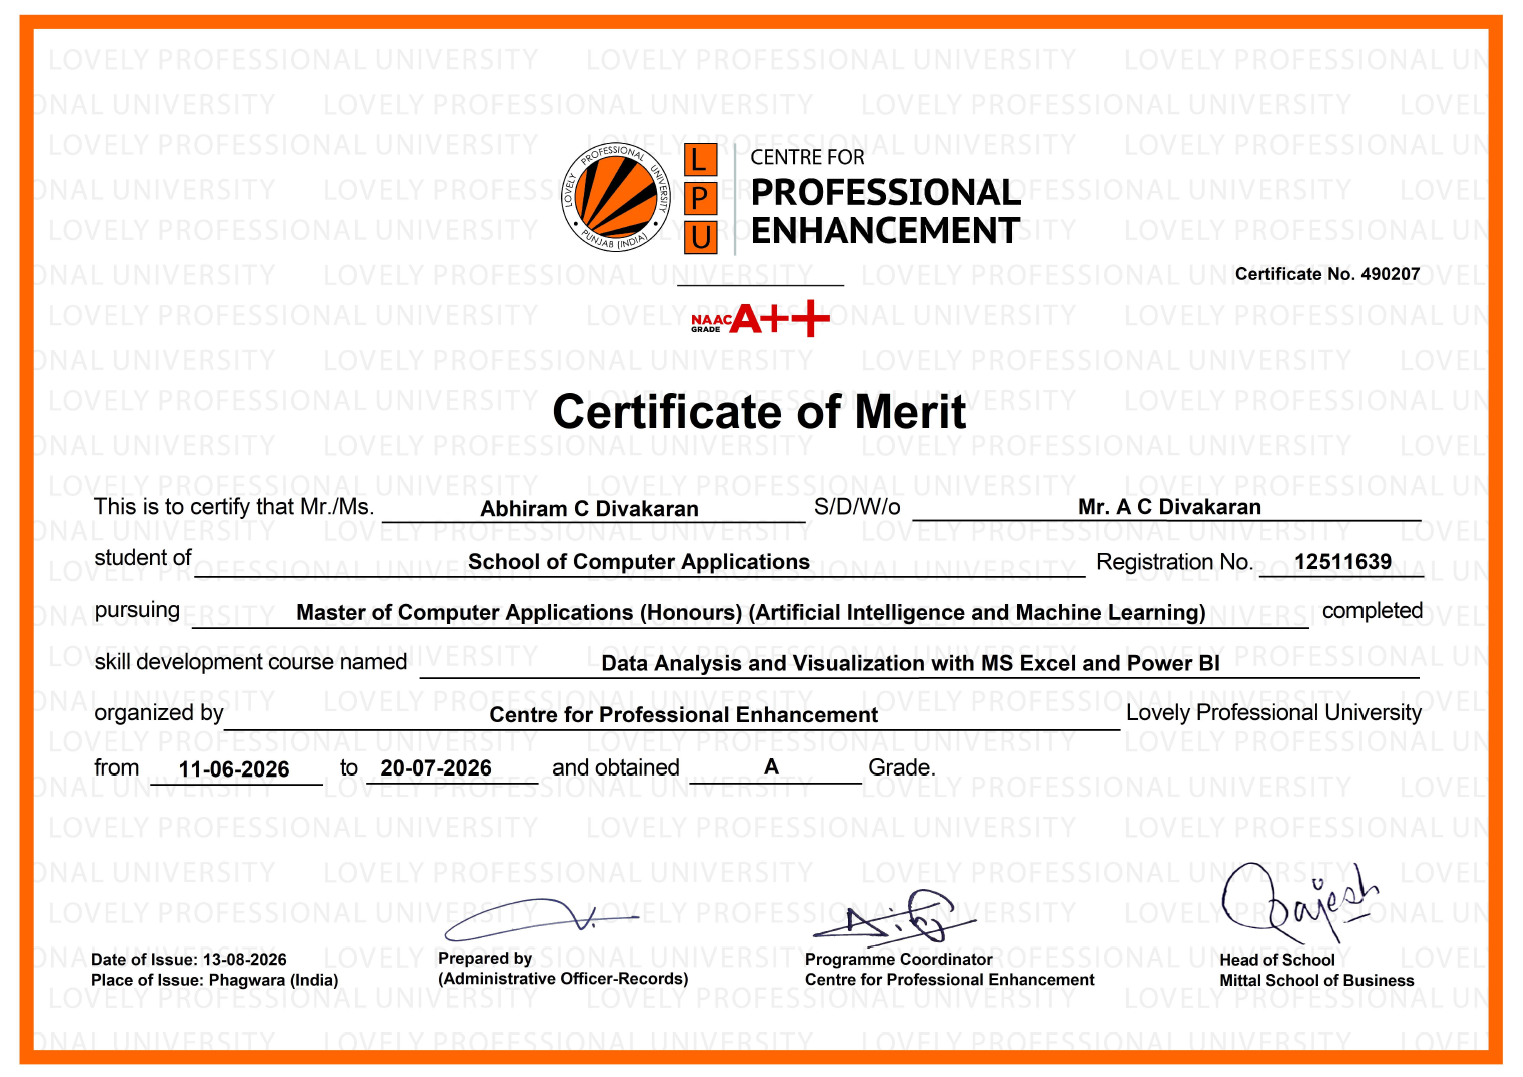 LOVELY PROFESSIONAL UNIVERSITY
PUNJAB (INDIA)
L
P
U
CENTRE FOR
PROFESSIONAL
ENHANCEMENT
Certificate No. 490207
NAAC
GRADE
A++
Certificate of Merit
This is to certify that Mr./Ms. Abhiram C Divakaran S/D/W/o Mr. A C Divakaran
student of School of Computer Applications Registration No. 12511639
pursuing Master of Computer Applications (Honours) (Artificial Intelligence and Machine Learning) completed
skill development course named Data Analysis and Visualization with MS Excel and Power BI
organized by Centre for Professional Enhancement Lovely Professional University
from 11-06-2026 to 20-07-2026 and obtained A Grade.
Rajesh
Date of Issue: 13-08-2026
Place of Issue: Phagwara (India)
Prepared by
(Administrative Officer-Records)
Programme Coordinator
Centre for Professional Enhancement
Head of School
Mittal School of Business